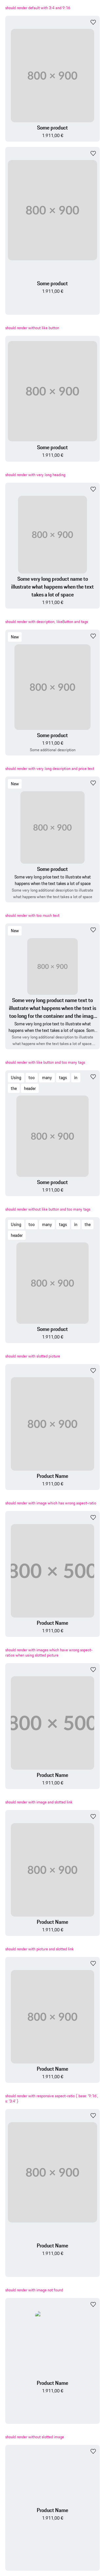 should render default with 3:4 and 9:16
800 × 900
Some product
1.911,00 €
800 × 900
Some product
1.911,00 €
should render without like button
800 × 900
Some product
1.911,00 €
should render with very long heading
800 × 900
Some very long product name to
illustrate what happens when the text
takes a lot of space
1.911,00 €
should render with description, likeButton and tags
New
800 × 900
Some product
1.911,00 €
Some additional description
should render with very long description and price text
New
800 × 900
Some product
Some very long price text to illustrate what
happens when the text takes a lot of space
Some very long additional description to illustrate
what happens when the text takes a lot of space
should render with too much text
New
800 × 900
Some very long product name text to
illustrate what happens when the text is
too long for the container and the imag...
Some very long price text to illustrate what
happens when the text takes a lot of space. Som...
Some very long additional description to illustrate
what happens when the text takes a lot of space ...
should render with like button and too many tags
Using too many tags in
the header
800 × 900
Some product
1.911,00 €
should render without like button and too many tags
Using too many tags in the
header
800 × 900
Some product
1.911,00 €
should render with slotted picture
800 × 900
Product Name
1.911,00 €
should render with image which has wrong aspect ratio
800 × 500
Product Name
1.911,00 €
should render with images which have wrong aspect-
ratios when using slotted picture
800 × 500
Product Name
1.911,00 €
should render with image and slotted link
800 × 900
Product Name
1.911,00 €
should render with picture and slotted link
800 × 900
Product Name
1.911,00 €
should render with responsive aspect-ratio { base: '9:16',
800 × 900
Product Name
1.911,00 €
should render with image not found
Product Name
1.911,00 €
should render without slotted image
Product Name
1.911,00 €